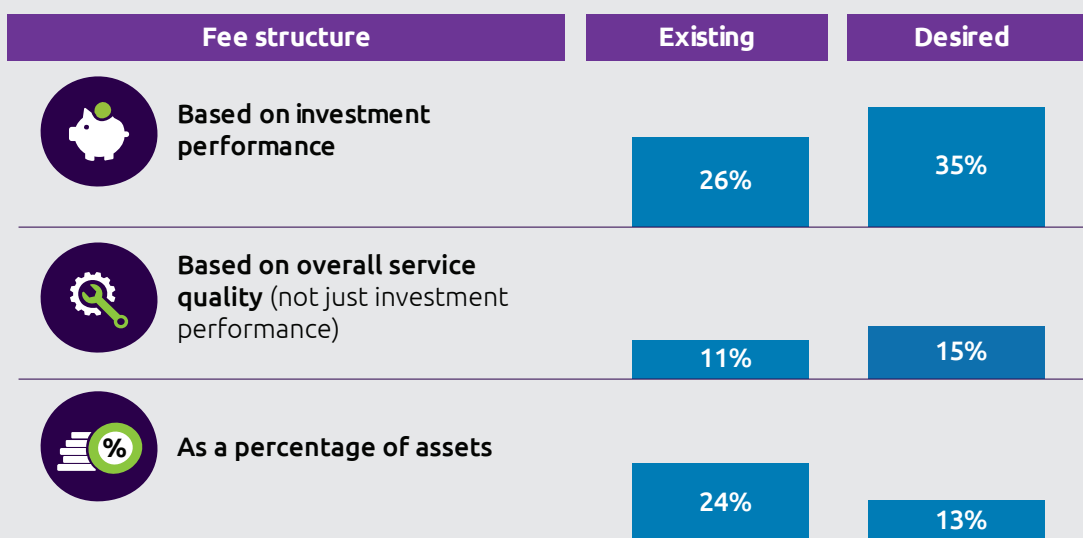 Fee structure Existing Desired
Based on investment
performance
26% 35%
Based on overall service
quality (not just investment
performance)
11% 15%
%
As a percentage of assets
24% 13%